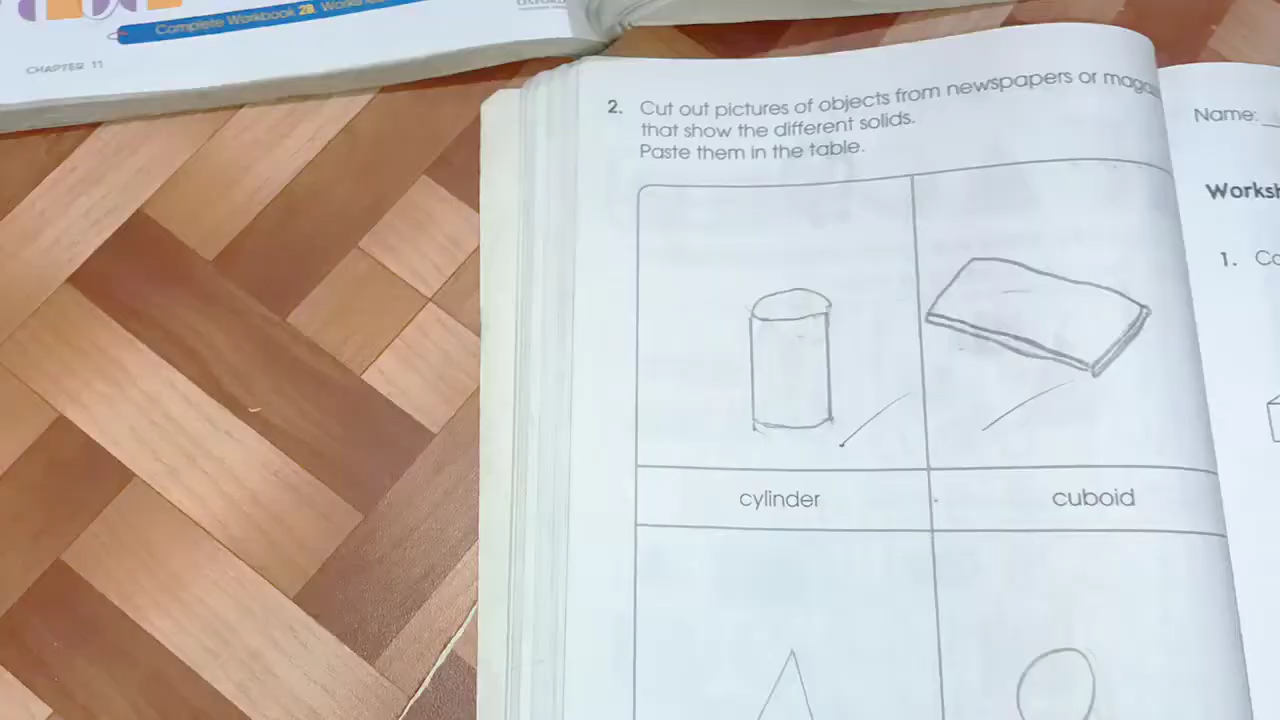 Complete Workbook 2B,
CHAPTER 11
2. Cut out pictures of objects from newspapers or
that show the different solids.
Paste them in the table.
cylinder
cuboid
Name:
1.